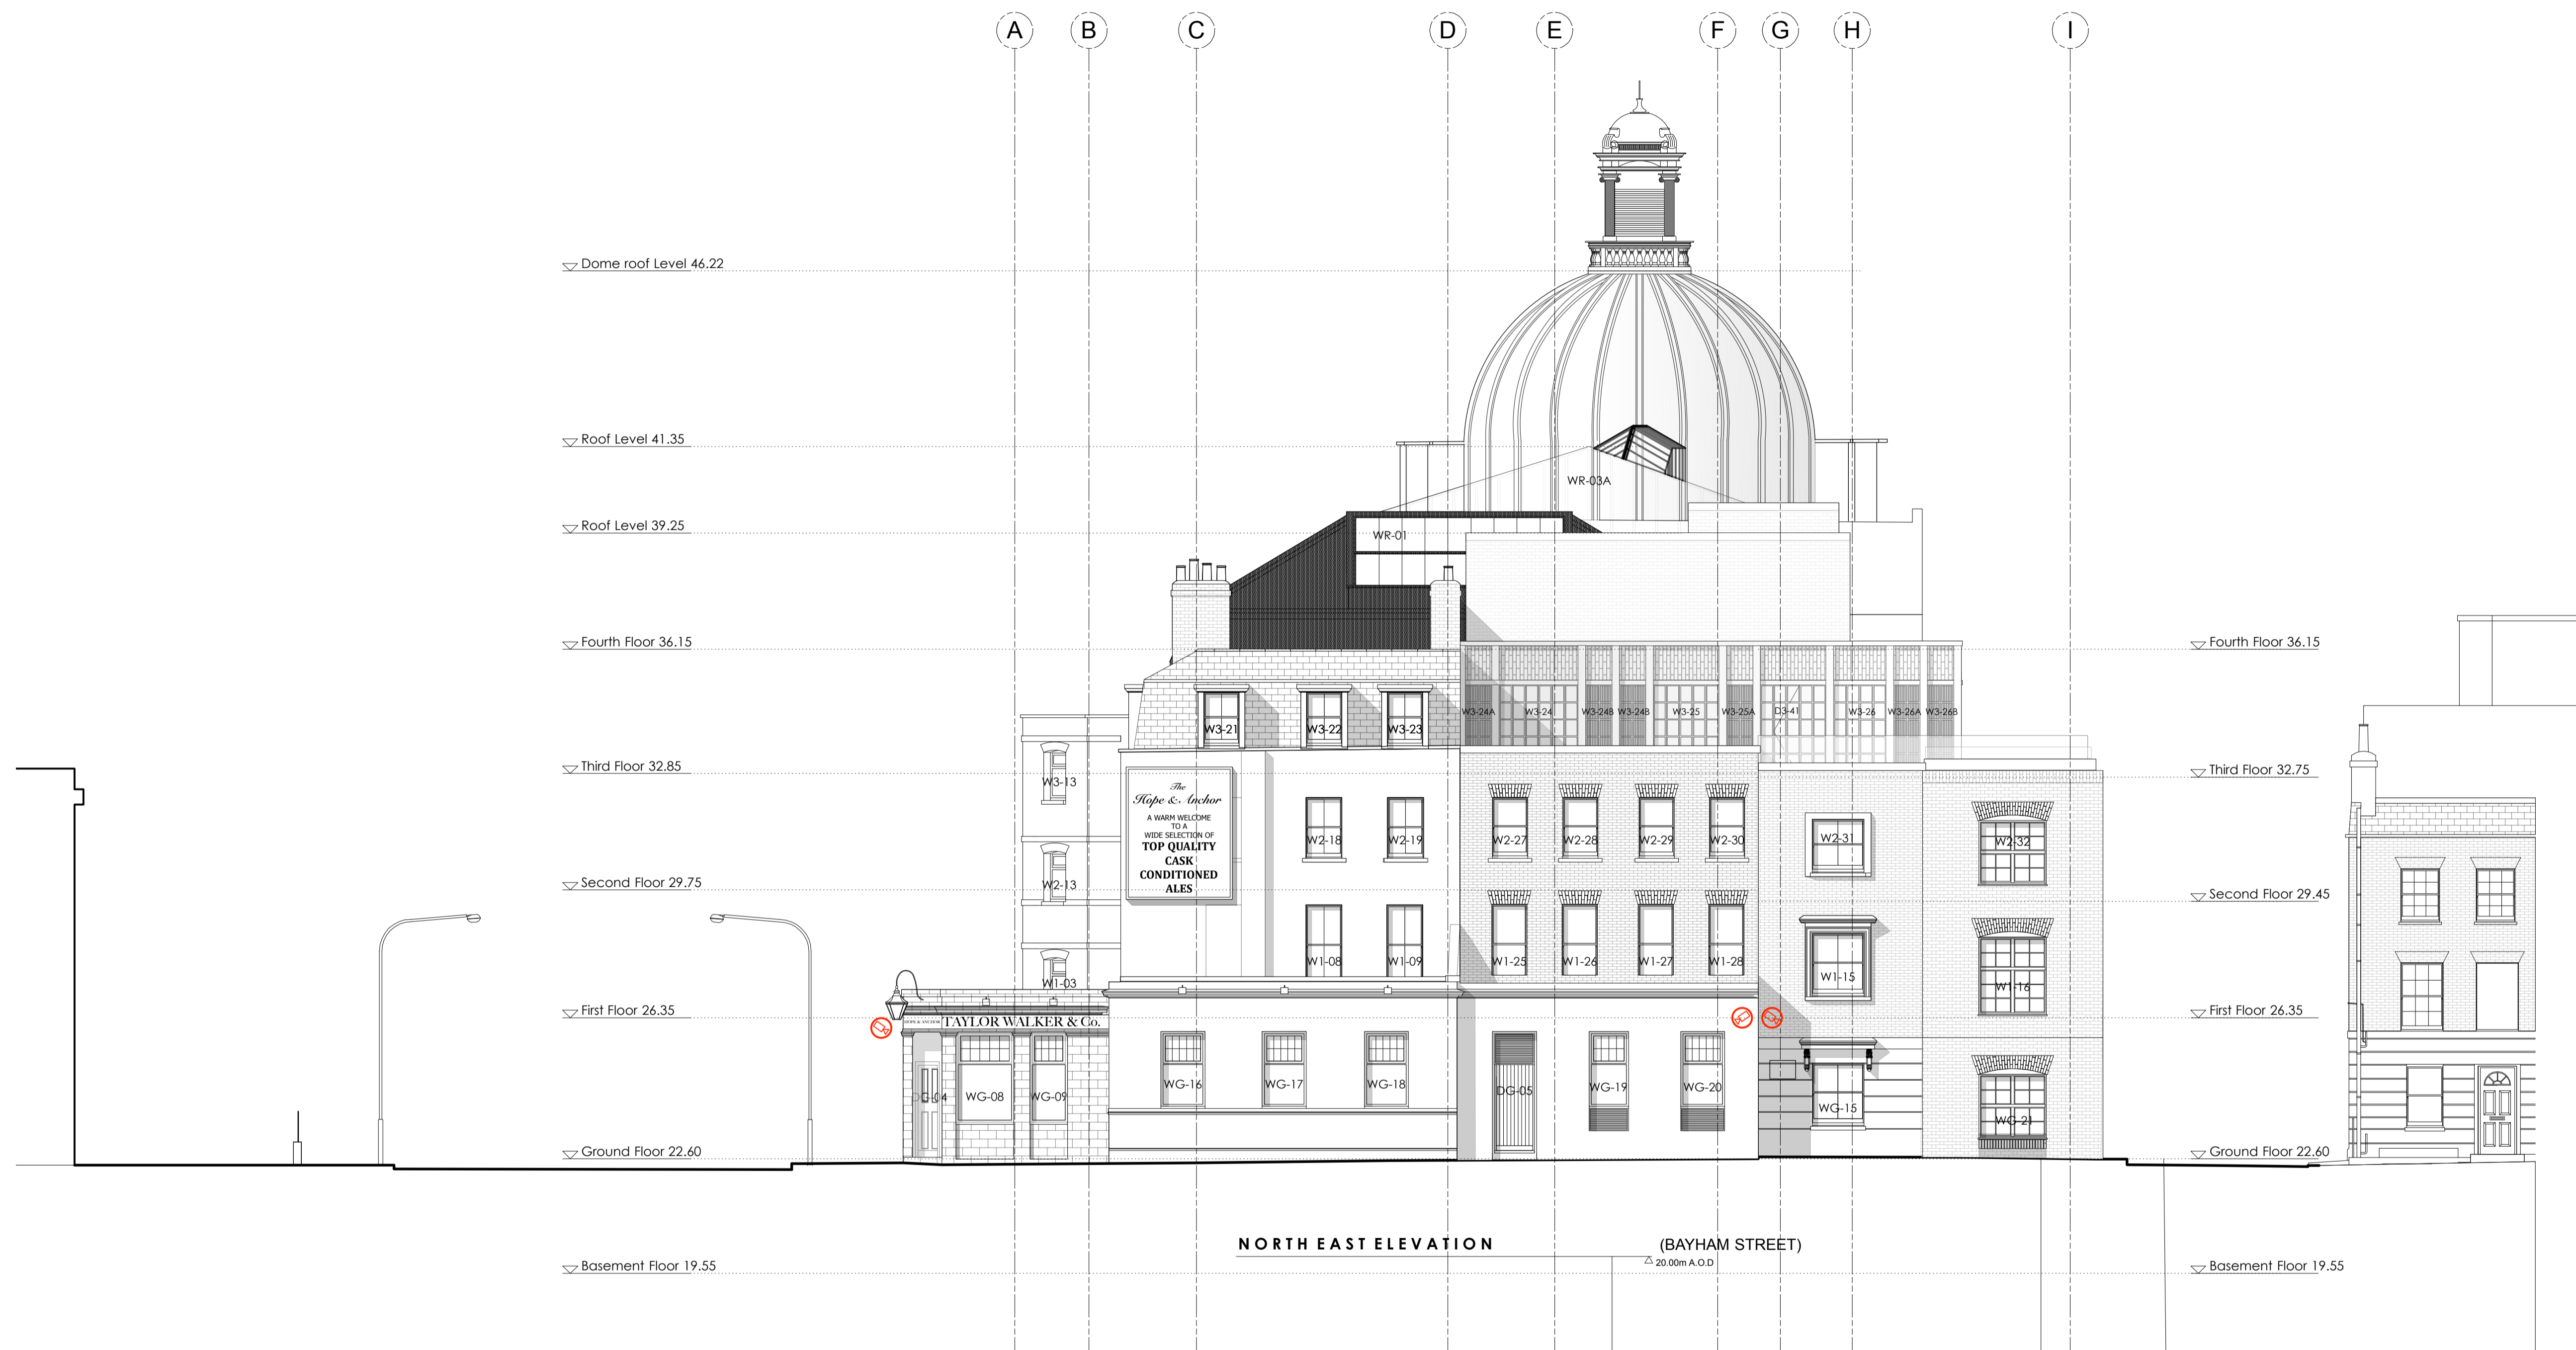 A B C D E F G H I
Dome roof Level 46.22
Roof Level 41.35
WR-03A
Roof Level 39.25
WR-01
Fourth Floor 36.15
Fourth Floor 36.15
W3-24A W3-24 W3-24B W3-24B W3-25 W3-25A D3-41 W3-26 W3-26A W3-26B
W3-21 W3-22 W3-23
Third Floor 32.85
Third Floor 32.75
W3-13
The
Hope & Anchor
A WARM WELCOME
TO A
WIDE SELECTION OF
TOP QUALITY
CASK
CONDITIONED
ALES
W2-18 W2-19 W2-27 W2-28 W2-29 W2-30 W2-31 W2-32
Second Floor 29.75
W2-13
Second Floor 29.45
W1-08 W1-09 W1-25 W1-26 W1-27 W1-28 W1-15 W1-16
W1-03
First Floor 26.35
First Floor 26.35
HOPE & ANCHOR TAYLOR WALKER & Co.
DG-04 WG-08 WG-09 WG-16 WG-17 WG-18 DG-05 WG-19 WG-20 WG-15 WG-21
Ground Floor 22.60
Ground Floor 22.60
NORTH EAST ELEVATION (BAYHAM STREET)
20.00m A.O.D
Basement Floor 19.55
Basement Floor 19.55